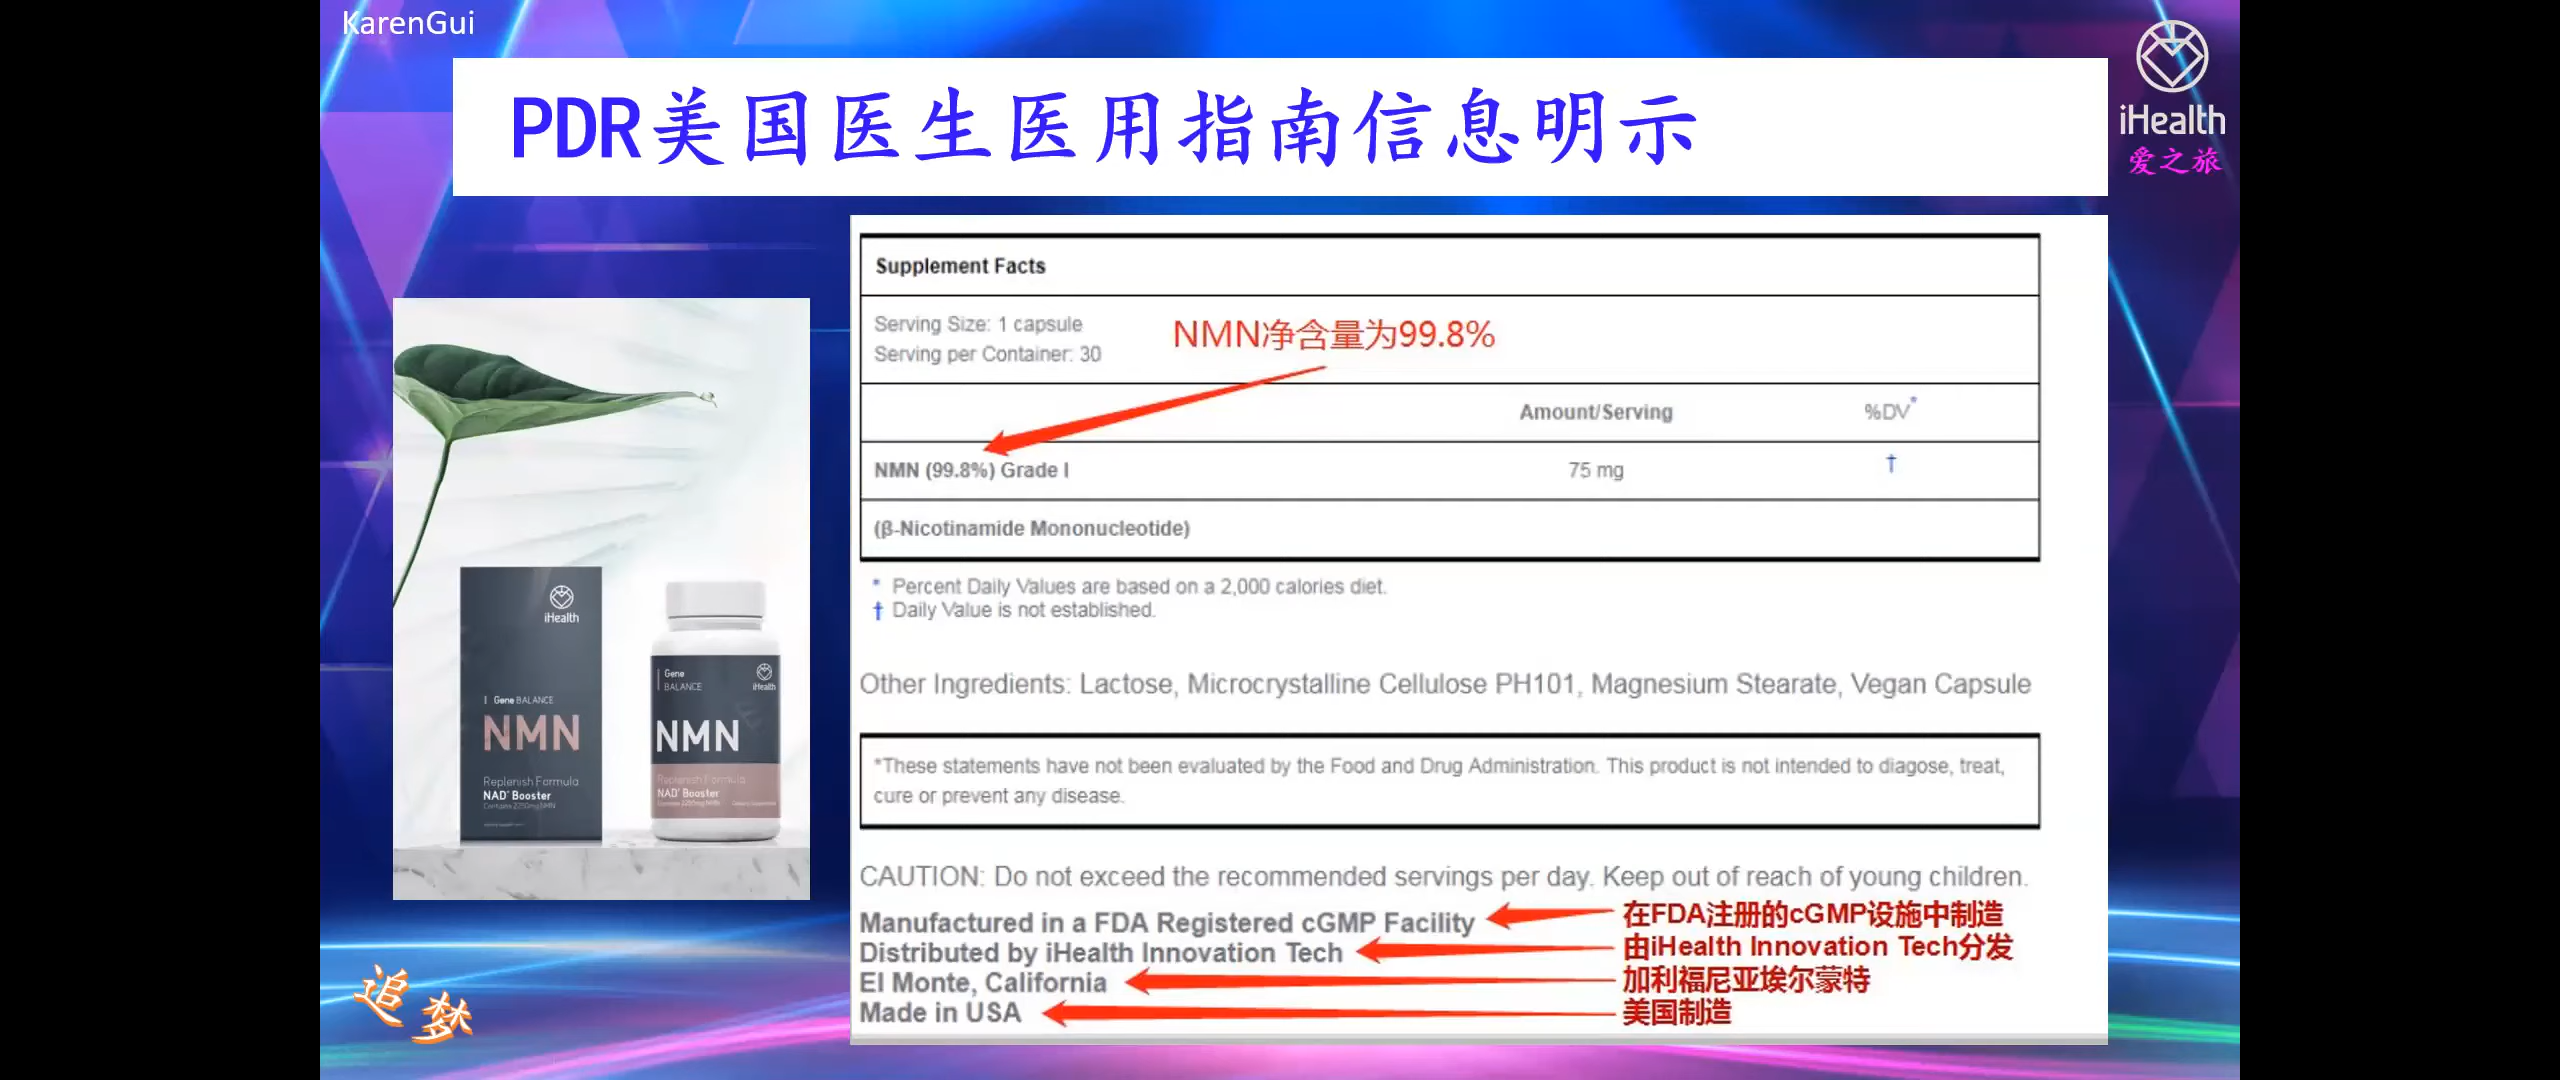 KarenGui
iHealth
爱之旅
PDR美国医生医用指南信息明示
Supplement Facts
Serving Size: 1 capsule
Serving per Container: 30
NMN净含量为99.8%
Amount/Serving %DV*
NMN (99.8%) Grade I 75 mg †
(β-Nicotinamide Mononucleotide)
* Percent Daily Values are based on a 2,000 calories diet.
† Daily Value is not established.
Other Ingredients: Lactose, Microcrystalline Cellulose PH101, Magnesium Stearate, Vegan Capsule
*These statements have not been evaluated by the Food and Drug Administration. This product is not intended to diagose, treat,
cure or prevent any disease.
CAUTION: Do not exceed the recommended servings per day. Keep out of reach of young children.
Manufactured in a FDA Registered cGMP Facility
在FDA注册的cGMP设施中制造
Distributed by iHealth Innovation Tech
由iHealth Innovation Tech分发
El Monte, California
加利福尼亚埃尔蒙特
Made in USA
美国制造
iHealth
Gene BALANCE
NMN
Replenish Formula
NAD+ Booster
Contains 2250mg NMN
Gene
BALANCE
iHealth
NMN
Replenish Formula
NAD+ Booster
Contains 2250mg NMN
追梦